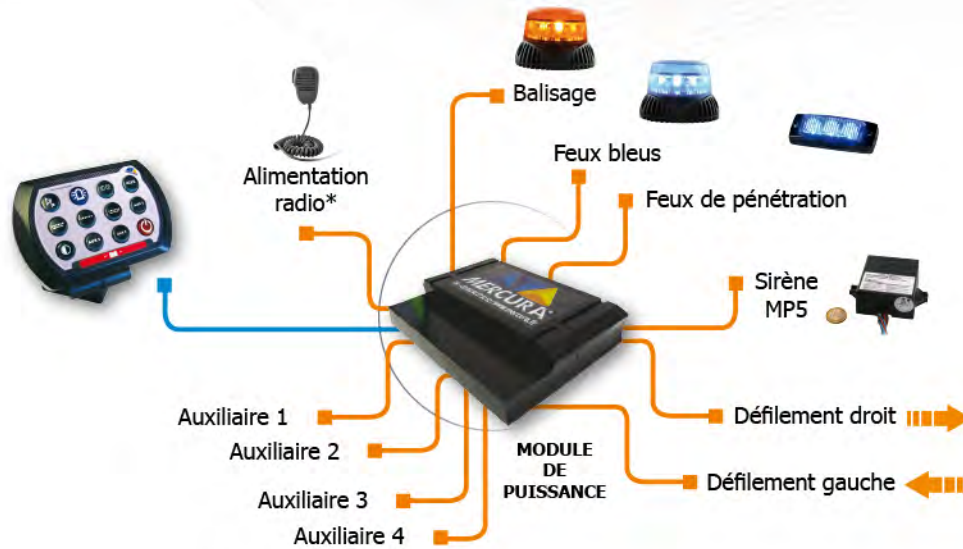 Balisage
Feux bleus
Alimentation
radio*
Feux de pénétration
MERCURA
Sirène
MP5
Auxiliaire 1
Défilement droit
Auxiliaire 2
MODULE
DE
PUISSANCE
Défilement gauche
Auxiliaire 3
Auxiliaire 4